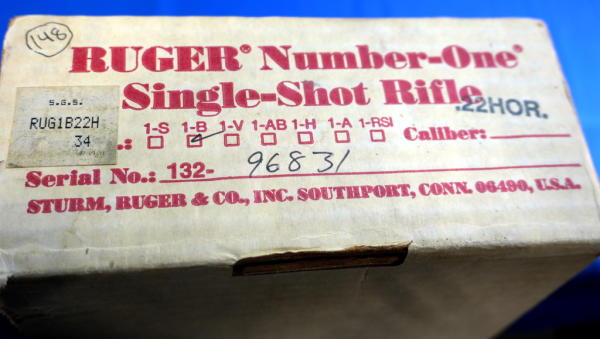 148
RUGER® Number-One®
Single-Shot Rifle
.22HOR.
S.G.S.
RUG1B22H
34
1-S 1-B 1-V 1-AB 1-H 1-A 1-RSI Caliber:
Serial No.: 132- 96831
STURM, RUGER & CO., INC. SOUTHPORT, CONN. 06490, U.S.A.